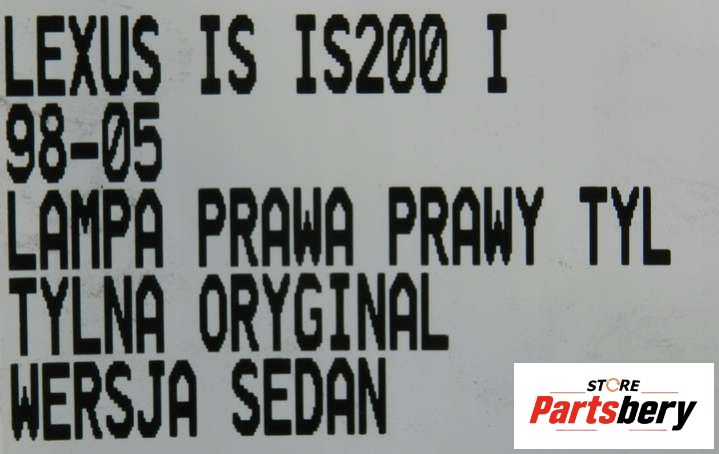 LEXUS IS IS200 I
98-05
LAMPA PRAWA PRAWY TYL
TYLNA ORYGINAL
WERSJA SEDAN
STORE
Partsbery